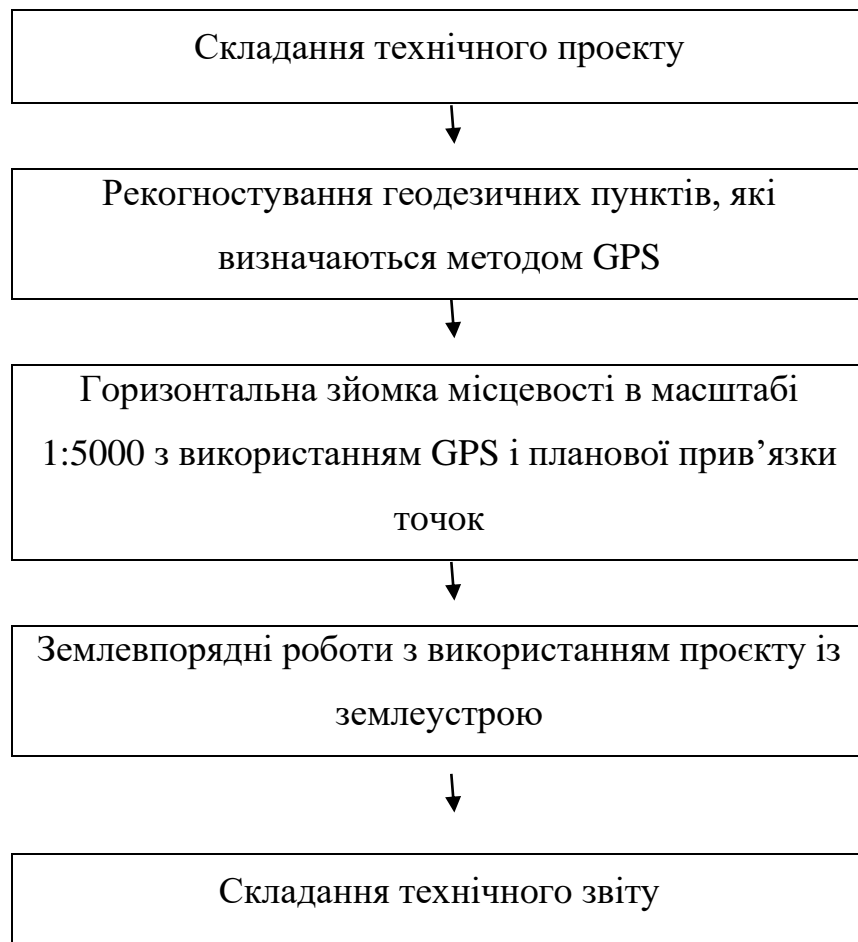 Складання технічного проекту
Рекогностування геодезичних пунктів, які
визначаються методом GPS
Горизонтальна зйомка місцевості в масштабі
1:5000 з використанням GPS і планової прив’язки
точок
Землевпорядні роботи з використанням проєкту із
землеустрою
Складання технічного звіту